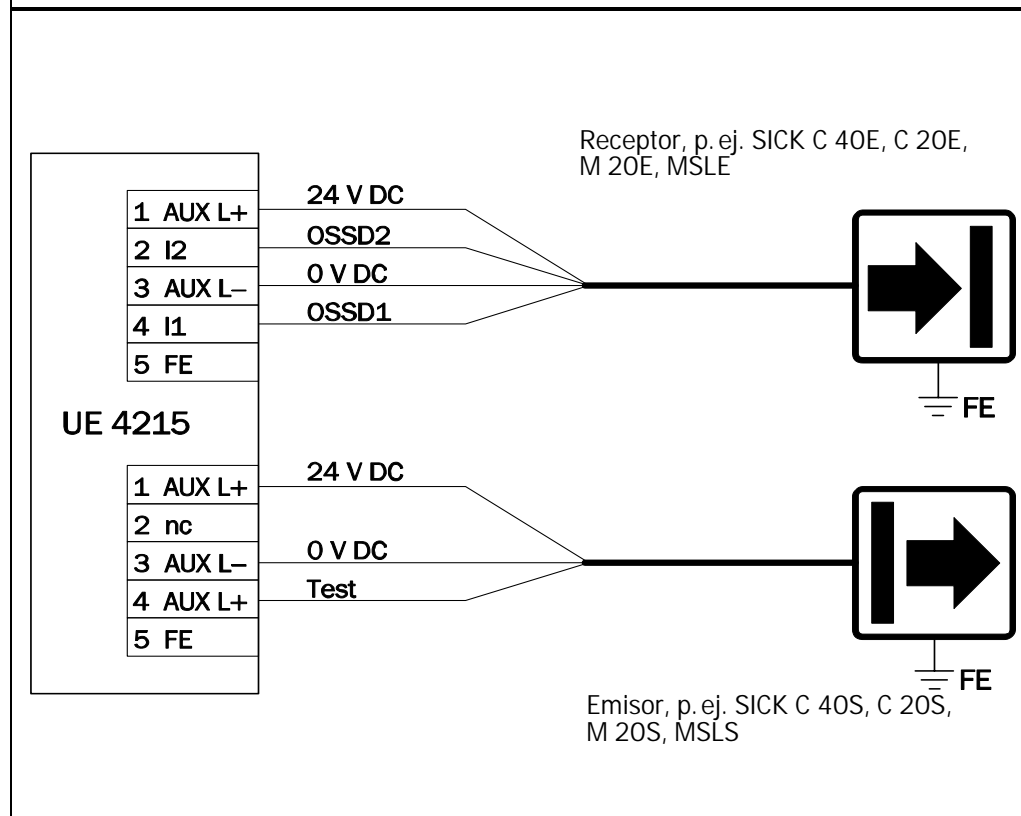 Receptor, p. ej. SICK C 40E, C 20E,
M 20E, MSLE
1 AUX L+
24 V DC
2 I2
OSSD2
3 AUX L–
0 V DC
4 I1
OSSD1
5 FE
FE
UE 4215
1 AUX L+
24 V DC
2 nc
3 AUX L–
0 V DC
4 AUX L+
Test
5 FE
FE
Emisor, p. ej. SICK C 40S, C 20S,
M 20S, MSLS